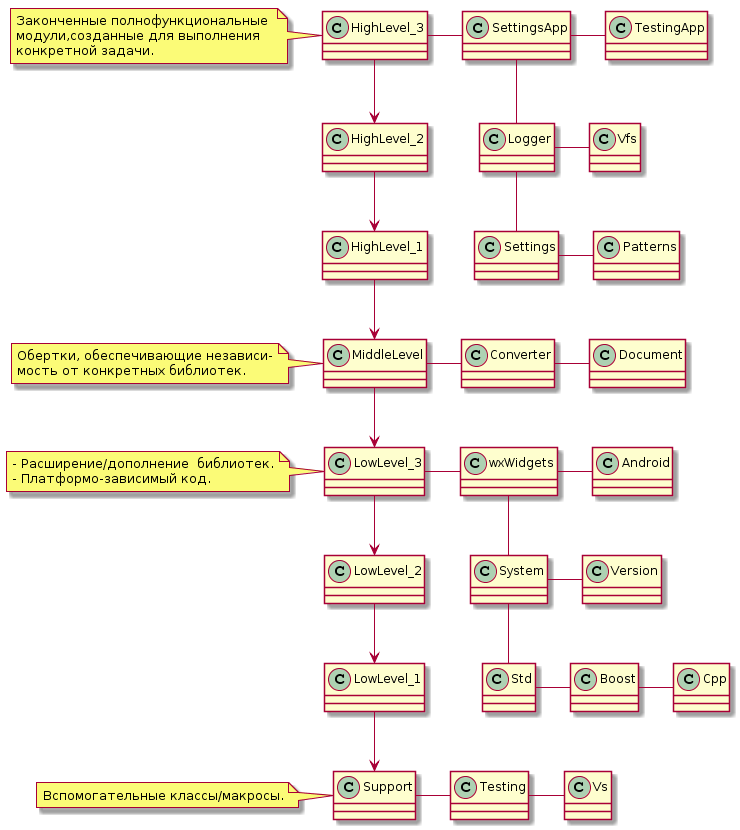 Законченные полнофункциональные
модули,созданные для выполнения
конкретной задачи.
C HighLevel_3
C SettingsApp
C TestingApp
C HighLevel_2
C Logger
C Vfs
C HighLevel_1
C Settings
C Patterns
Обертки, обеспечивающие независи-
мость от конкретных библиотек.
C MiddleLevel
C Converter
C Document
- Расширение/дополнение  библиотек.
- Платформо-зависимый код.
C LowLevel_3
C wxWidgets
C Android
C LowLevel_2
C System
C Version
C LowLevel_1
C Std
C Boost
C Cpp
Вспомогательные классы/макросы.
C Support
C Testing
C Vs